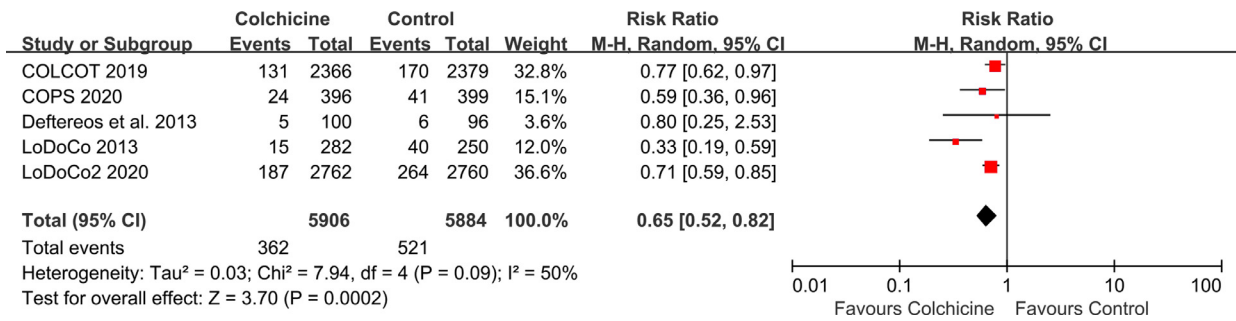 Colchicine Control Risk Ratio Risk Ratio
Study or Subgroup Events Total Events Total Weight M-H, Random, 95% CI M-H, Random, 95% CI
COLCOT 2019 131 2366 170 2379 32.8% 0.77 [0.62, 0.97]
COPS 2020 24 396 41 399 15.1% 0.59 [0.36, 0.96]
Deftereos et al. 2013 5 100 6 96 3.6% 0.80 [0.25, 2.53]
LoDoCo 2013 15 282 40 250 12.0% 0.33 [0.19, 0.59]
LoDoCo2 2020 187 2762 264 2760 36.6% 0.71 [0.59, 0.85]
Total (95% CI) 5906 5884 100.0% 0.65 [0.52, 0.82]
Total events 362 521
Heterogeneity: Tau² = 0.03; Chi² = 7.94, df = 4 (P = 0.09); I² = 50%
Test for overall effect: Z = 3.70 (P = 0.0002)
0.01 0.1 1 10 100
Favours Colchicine Favours Control